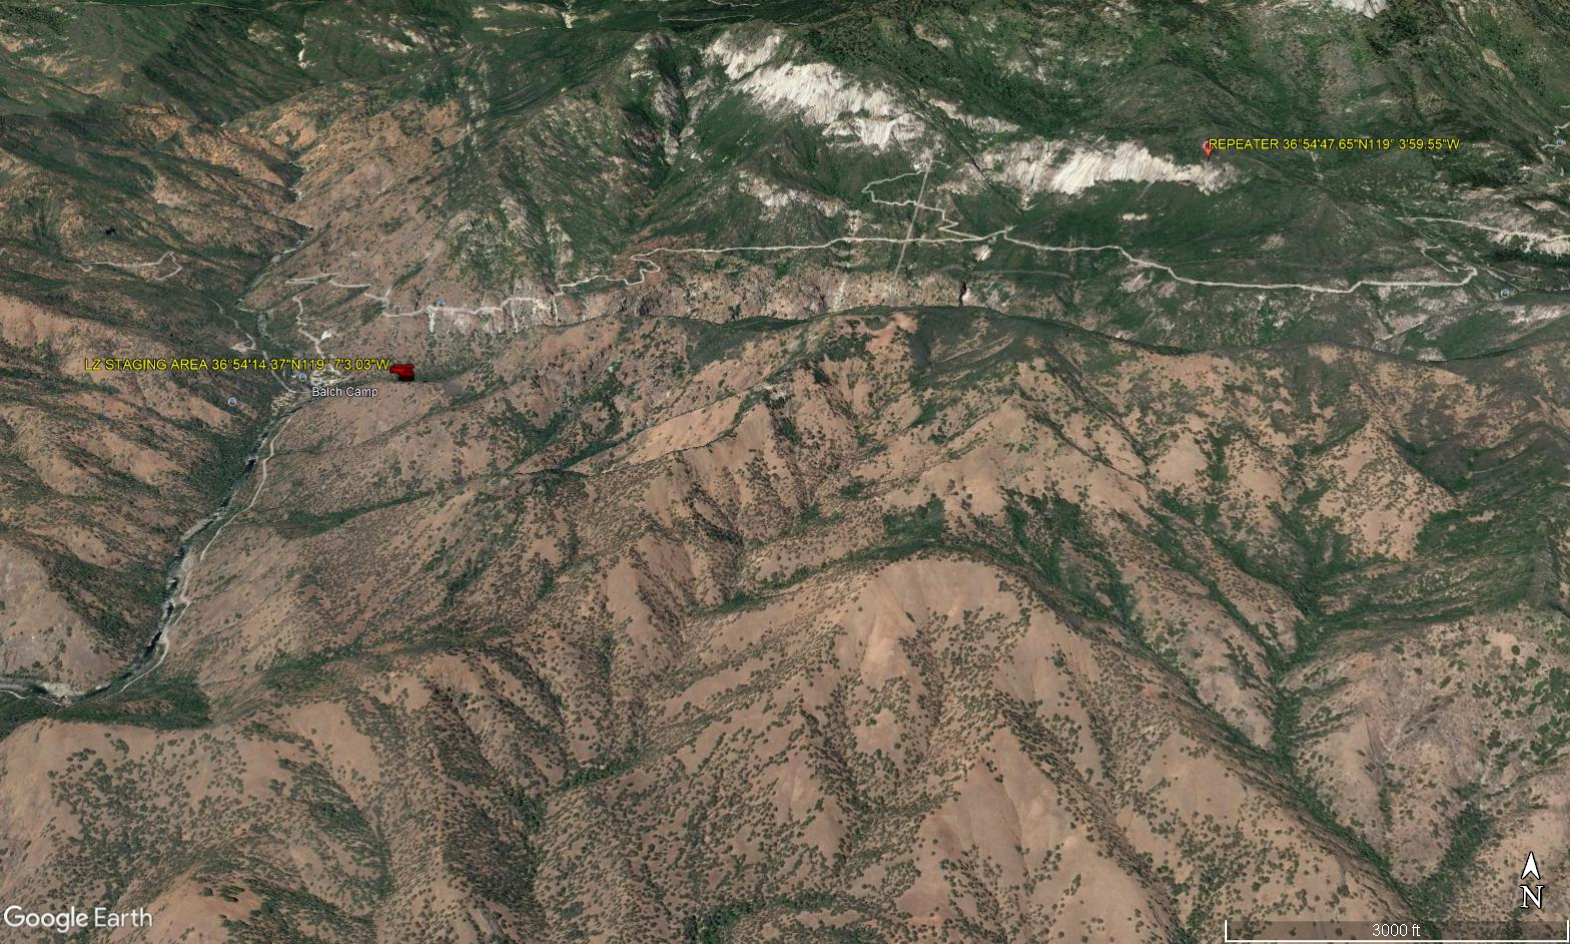 REPEATER 36°54'47.65"N119° 3'59.55"W
LZ STAGING AREA 36°54'14.37"N119° 7'3.03"W
Balch Camp
N
Google Earth
3000 ft